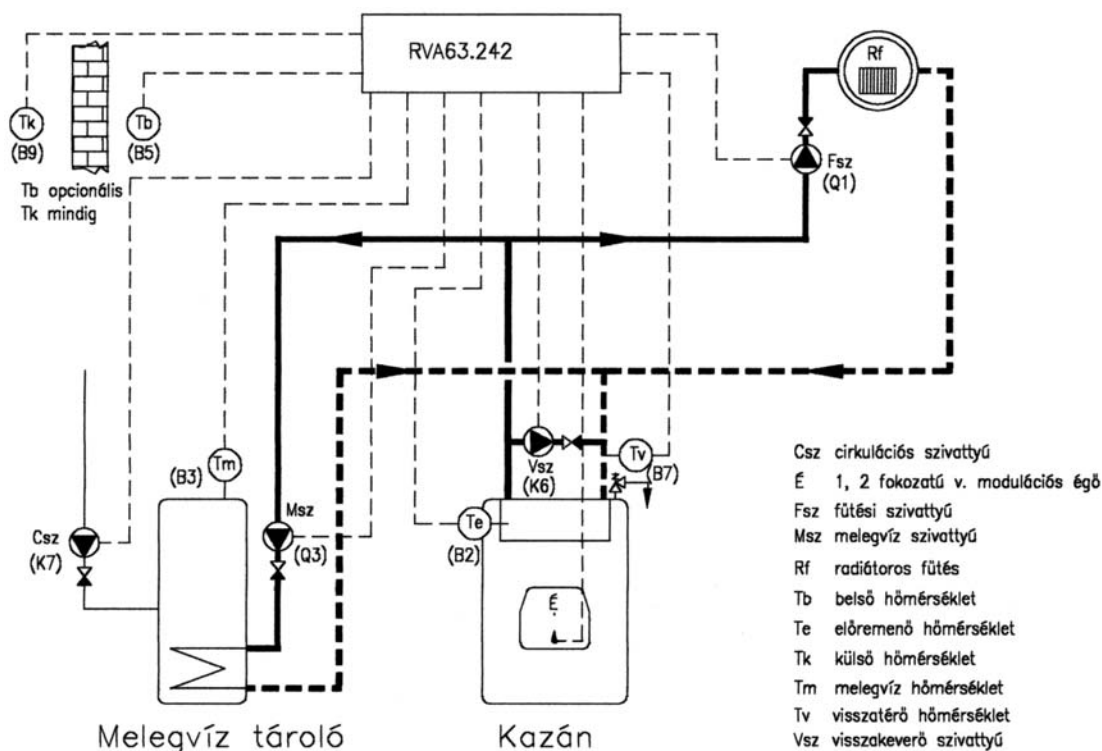 RVA63.242
Rf
Tk
(B9)
Tb
(B5)
Tb opcionális
Tk mindig
Fsz
(Q1)
(B3)
Tm
Csz
(K7)
Msz
(Q3)
Vsz
(K6)
Tv
(B7)
Te
(B2)
É
Melegvíz tároló
Kazán
Csz cirkulációs szivattyú
É 1, 2 fokozatú v. modulációs égő
Fsz fűtési szivattyú
Msz melegvíz szivattyú
Rf radiátoros fűtés
Tb belső hőmérséklet
Te előremenő hőmérséklet
Tk külső hőmérséklet
Tm melegvíz hőmérséklet
Tv visszatérő hőmérséklet
Vsz visszakeverő szivattyú